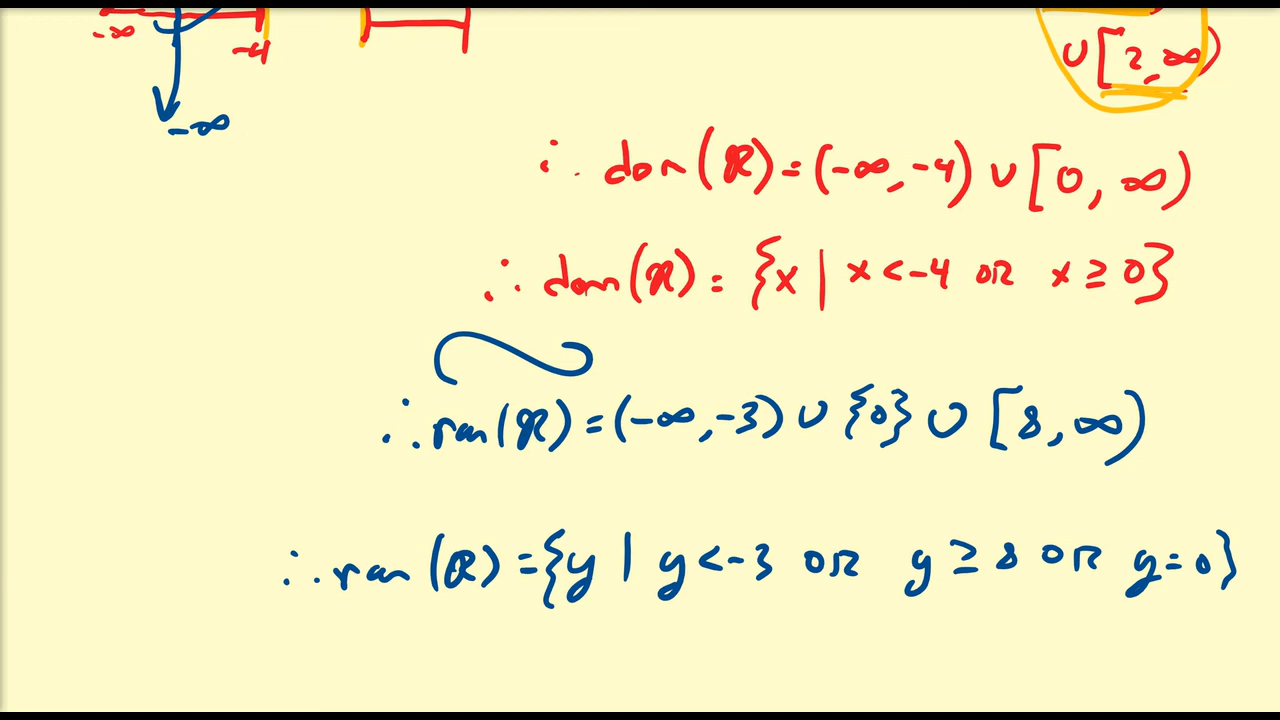 -∞ -4
∪ [2, ∞)
-∞
∴ dom(R) = (-∞, -4) ∪ [0, ∞)
∴ dom(R) = {x | x < -4 OR x ≥ 0}
∴ ran(R) = (-∞, -3) ∪ {0} ∪ [8, ∞)
∴ ran(R) = {y | y < -3 OR y ≥ 8 OR y = 0}